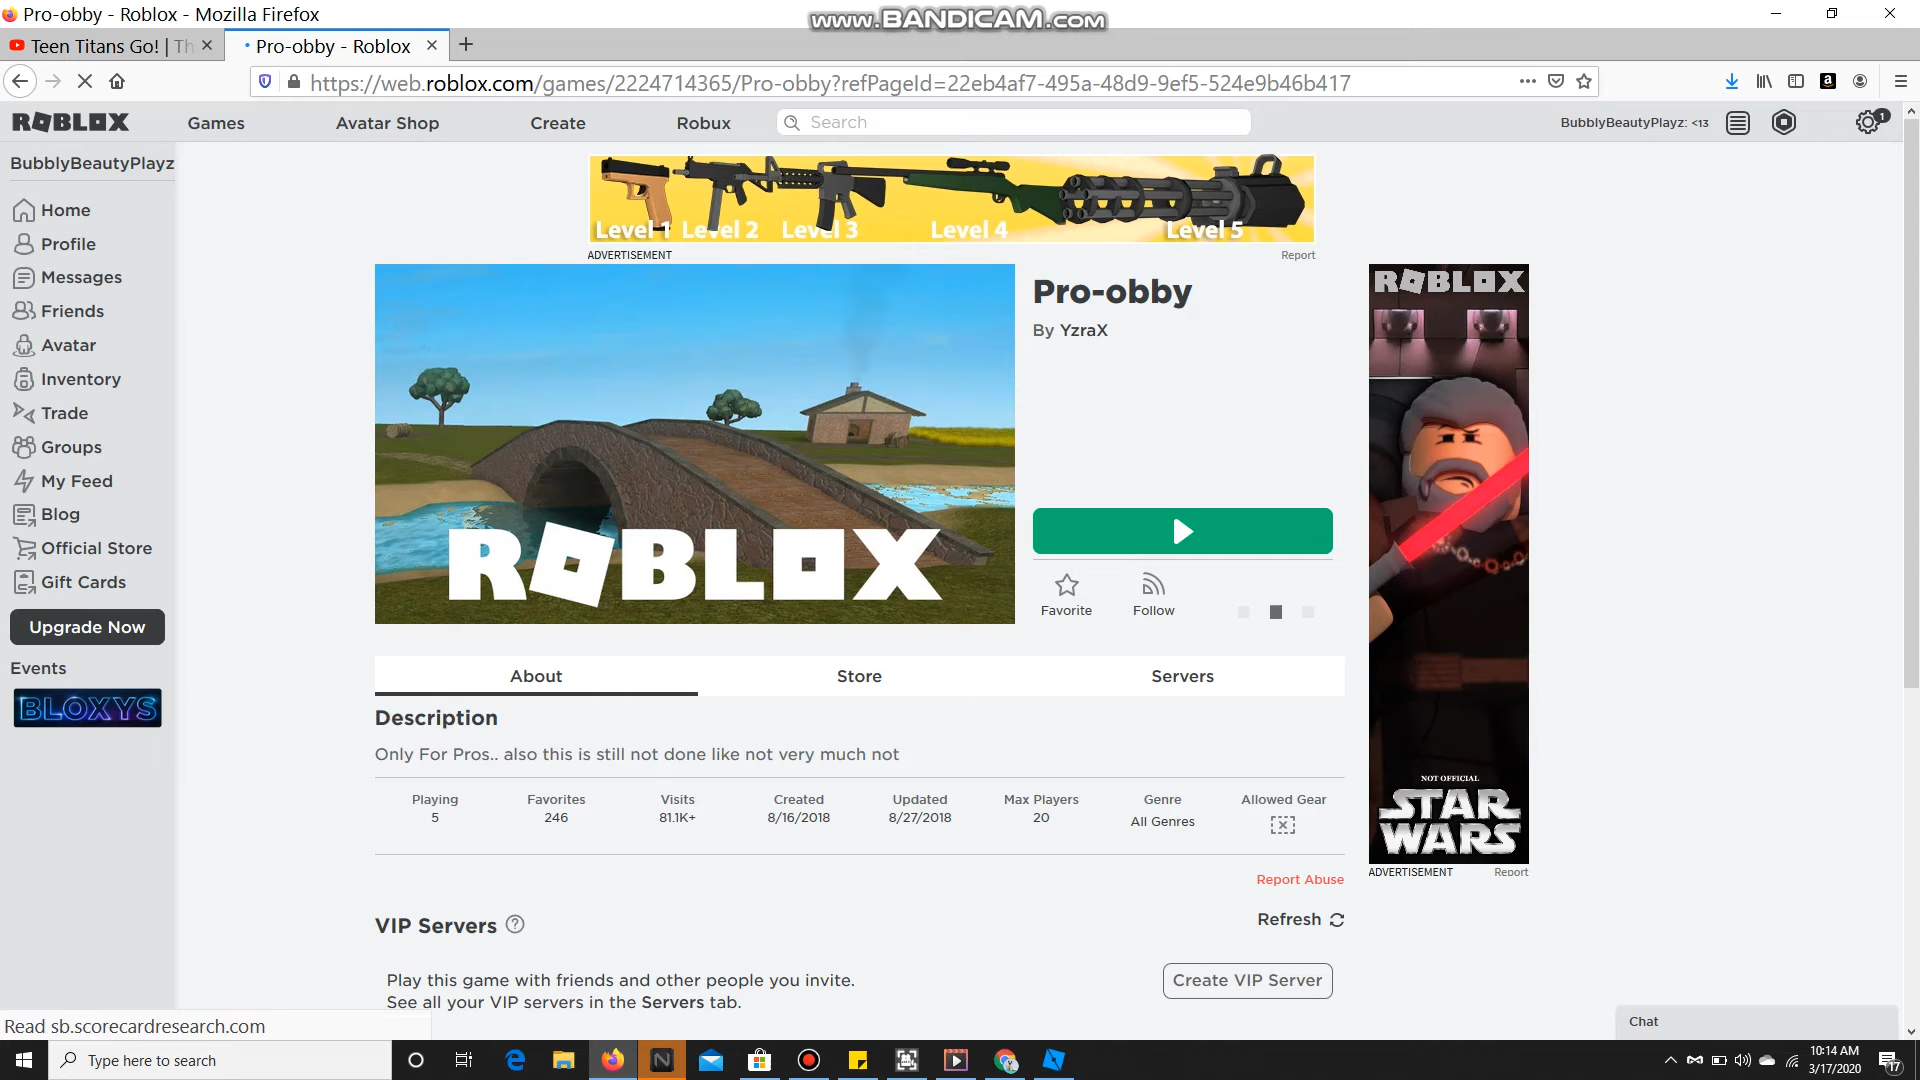 Pro-obby - Roblox - Mozilla Firefox
www.BANDICAM.com
Teen Titans Go! | Th
Pro-obby - Roblox
https://web.roblox.com/games/2224714365/Pro-obby?refPageId=22eb4af7-495a-48d9-9ef5-524e9b46b417
ROBLOX
Games
Avatar Shop
Create
Robux
Search
BubblyBeautyPlayz: <13
1
BubblyBeautyPlayz
Home
Profile
Messages
Friends
Avatar
Inventory
Trade
Groups
My Feed
Blog
Official Store
Gift Cards
Upgrade Now
Events
BLOXYS
Level 1 Level 2 Level 3 Level 4 Level 5
ADVERTISEMENT
Report
ROBLOX
Pro-obby
By YzraX
Favorite
Follow
About
Store
Servers
Description
Only For Pros.. also this is still not done like not very much not
Playing
5
Favorites
246
Visits
81.1K+
Created
8/16/2018
Updated
8/27/2018
Max Players
20
Genre
All Genres
Allowed Gear
Report Abuse
VIP Servers
Refresh
Play this game with friends and other people you invite.
See all your VIP servers in the Servers tab.
Create VIP Server
ROBLOX
NOT OFFICIAL
STAR
WARS
ADVERTISEMENT
Report
Chat
Read sb.scorecardresearch.com
Type here to search
10:14 AM
3/17/2020
17